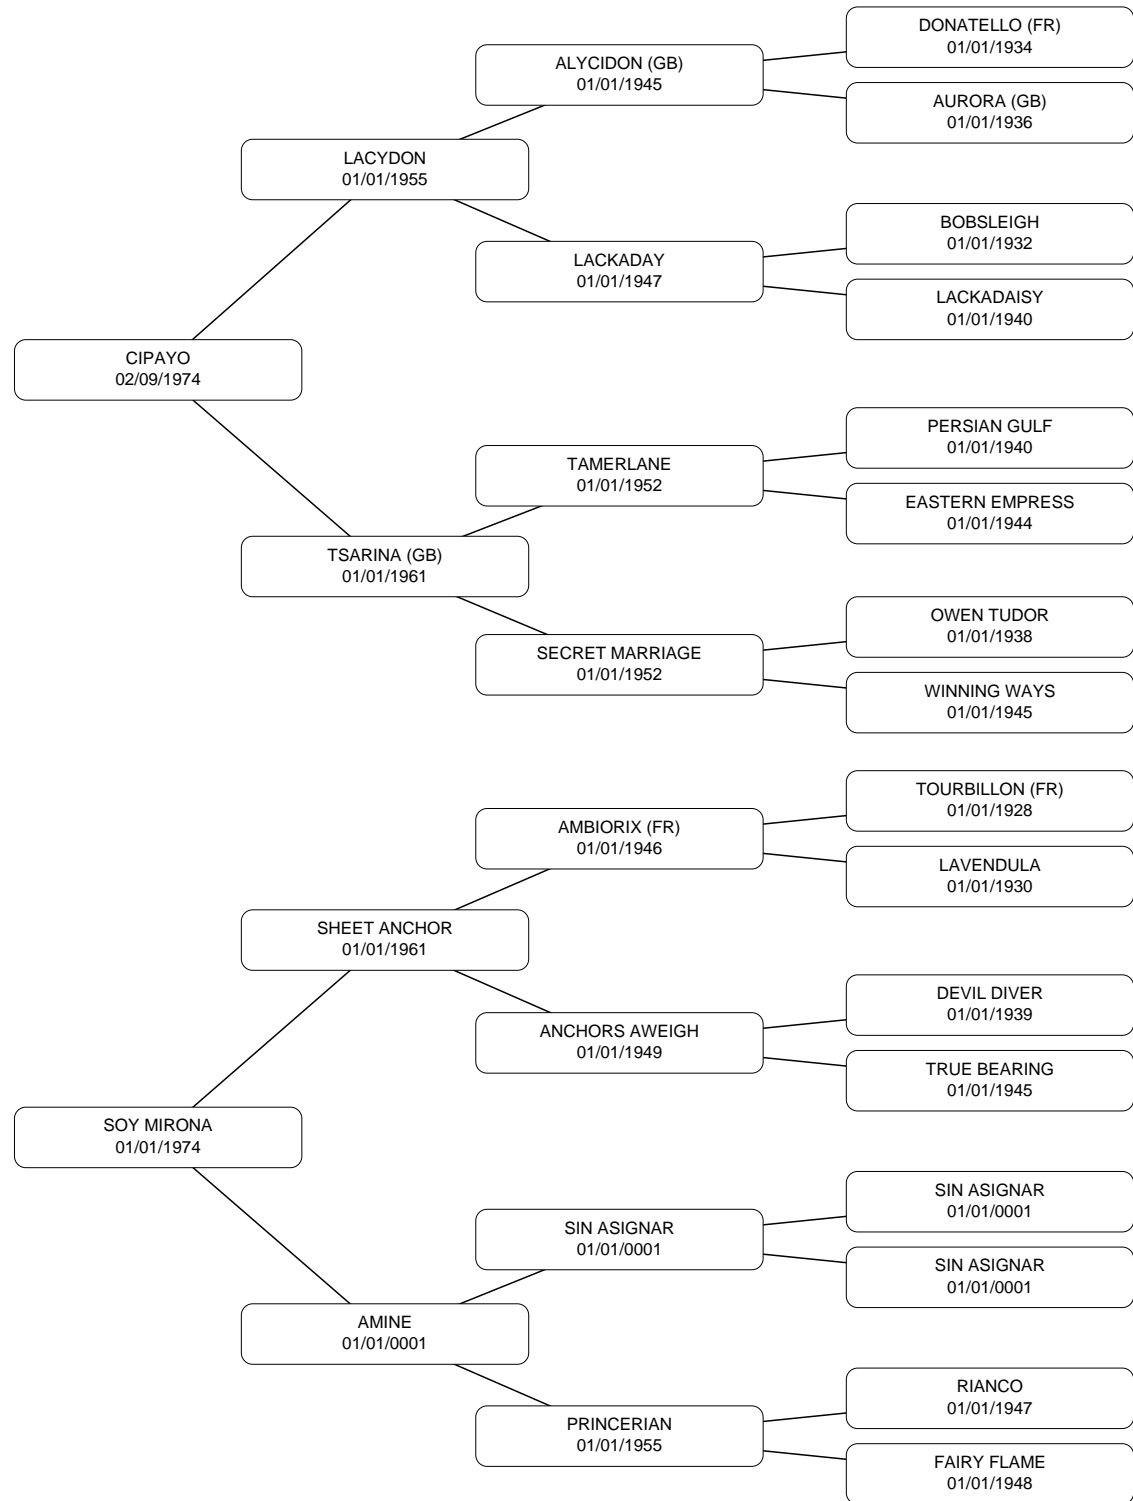 DONATELLO (FR)
01/01/1934
ALYCIDON (GB)
01/01/1945
AURORA (GB)
01/01/1936
LACYDON
01/01/1955
BOBSLEIGH
01/01/1932
LACKADAY
01/01/1947
LACKADAISY
01/01/1940
CIPAYO
02/09/1974
PERSIAN GULF
01/01/1940
TAMERLANE
01/01/1952
EASTERN EMPRESS
01/01/1944
TSARINA (GB)
01/01/1961
OWEN TUDOR
01/01/1938
SECRET MARRIAGE
01/01/1952
WINNING WAYS
01/01/1945
TOURBILLON (FR)
01/01/1928
AMBIORIX (FR)
01/01/1946
LAVENDULA
01/01/1930
SHEET ANCHOR
01/01/1961
DEVIL DIVER
01/01/1939
ANCHORS AWEIGH
01/01/1949
TRUE BEARING
01/01/1945
SOY MIRONA
01/01/1974
SIN ASIGNAR
01/01/0001
SIN ASIGNAR
01/01/0001
SIN ASIGNAR
01/01/0001
AMINE
01/01/0001
RIANCO
01/01/1947
PRINCERIAN
01/01/1955
FAIRY FLAME
01/01/1948